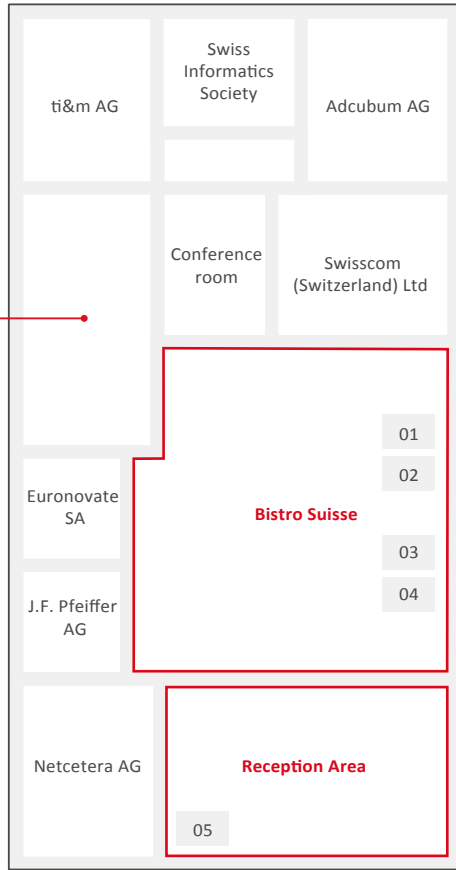 ti&m AG
Swiss
Informatics
Society
Adcubum AG
Conference
room
Swisscom
(Switzerland) Ltd
01
02
Euronovate
SA
Bistro Suisse
03
04
J.F. Pfeiffer
AG
Netcetera AG
Reception Area
05